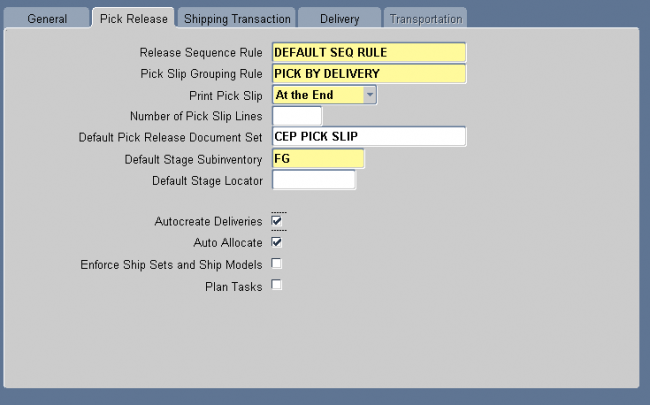 General Pick Release Shipping Transaction Delivery Transportation
Release Sequence Rule DEFAULT SEQ RULE
Pick Slip Grouping Rule PICK BY DELIVERY
Print Pick Slip At the End
Number of Pick Slip Lines
Default Pick Release Document Set CEP PICK SLIP
Default Stage Subinventory FG
Default Stage Locator
Autocreate Deliveries
Auto Allocate
Enforce Ship Sets and Ship Models
Plan Tasks